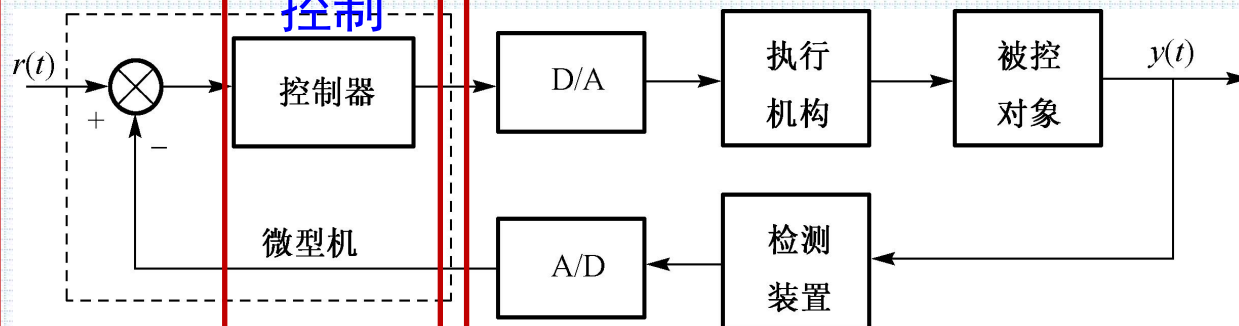 控制
r(t)
+
−
控制器
D/A
执行
机构
被控
对象
y(t)
微型机
A/D
检测
装置